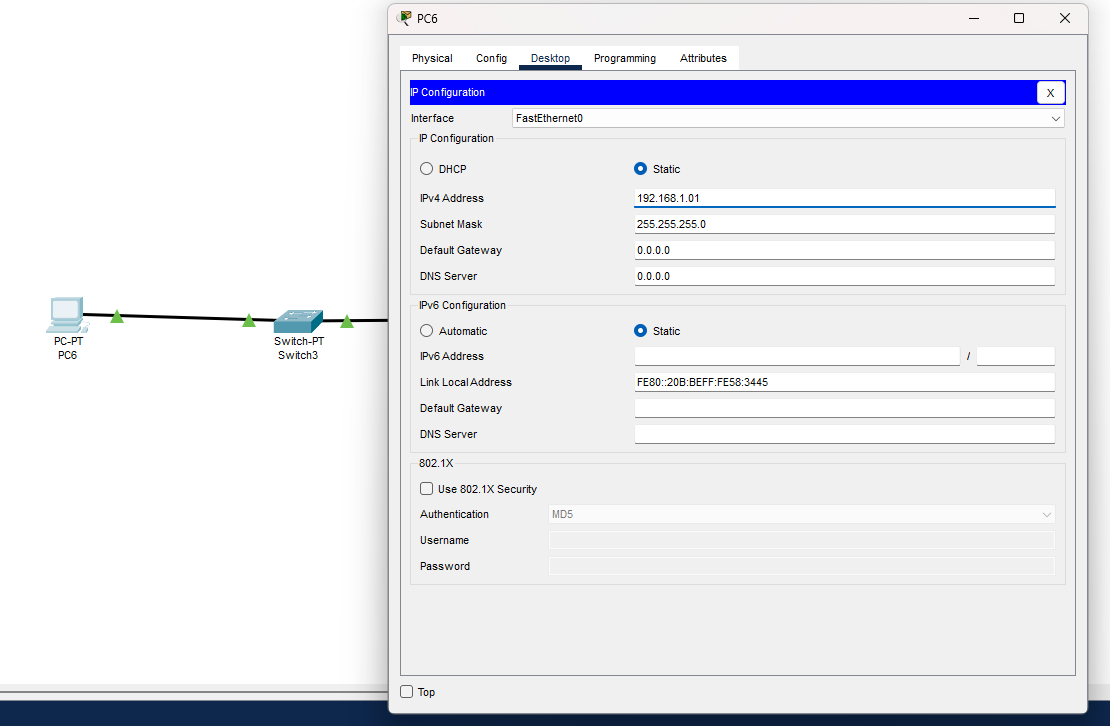 PC6
Physical Config Desktop Programming Attributes
IP Configuration X
Interface FastEthernet0
IP Configuration
DHCP Static
IPv4 Address 192.168.1.01
Subnet Mask 255.255.255.0
Default Gateway 0.0.0.0
DNS Server 0.0.0.0
IPv6 Configuration
Automatic Static
IPv6 Address /
Link Local Address FE80::20B:BEFF:FE58:3445
Default Gateway
DNS Server
802.1X
Use 802.1X Security
Authentication MD5
Username
Password
Top
PC-PT
PC6
Switch-PT
Switch3